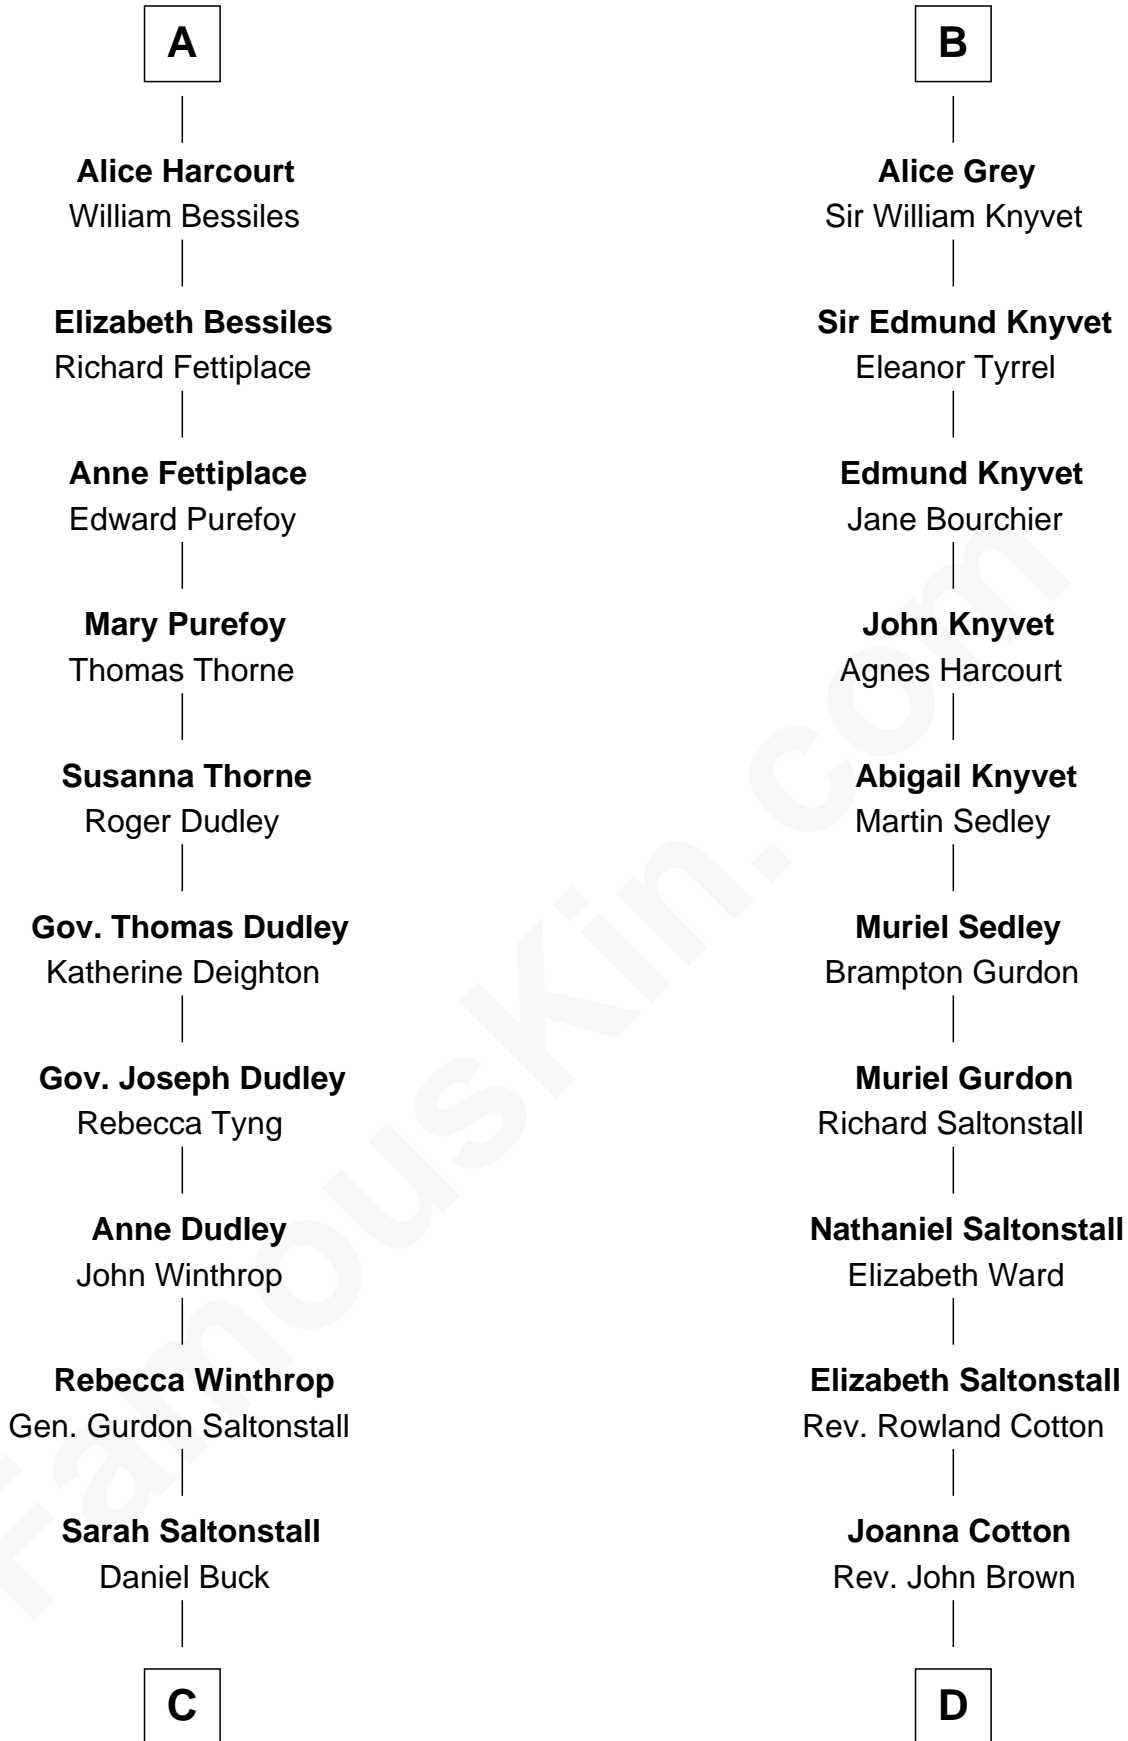 A
Alice Harcourt
William Bessiles
Elizabeth Bessiles
Richard Fettiplace
Anne Fettiplace
Edward Purefoy
Mary Purefoy
Thomas Thorne
Susanna Thorne
Roger Dudley
Gov. Thomas Dudley
Katherine Deighton
Gov. Joseph Dudley
Rebecca Tyng
Anne Dudley
John Winthrop
Rebecca Winthrop
Gen. Gurdon Saltonstall
Sarah Saltonstall
Daniel Buck
C
B
Alice Grey
Sir William Knyvet
Sir Edmund Knyvet
Eleanor Tyrrel
Edmund Knyvet
Jane Bourchier
John Knyvet
Agnes Harcourt
Abigail Knyvet
Martin Sedley
Muriel Sedley
Brampton Gurdon
Muriel Gurdon
Richard Saltonstall
Nathaniel Saltonstall
Elizabeth Ward
Elizabeth Saltonstall
Rev. Rowland Cotton
Joanna Cotton
Rev. John Brown
D
FamousKin.com